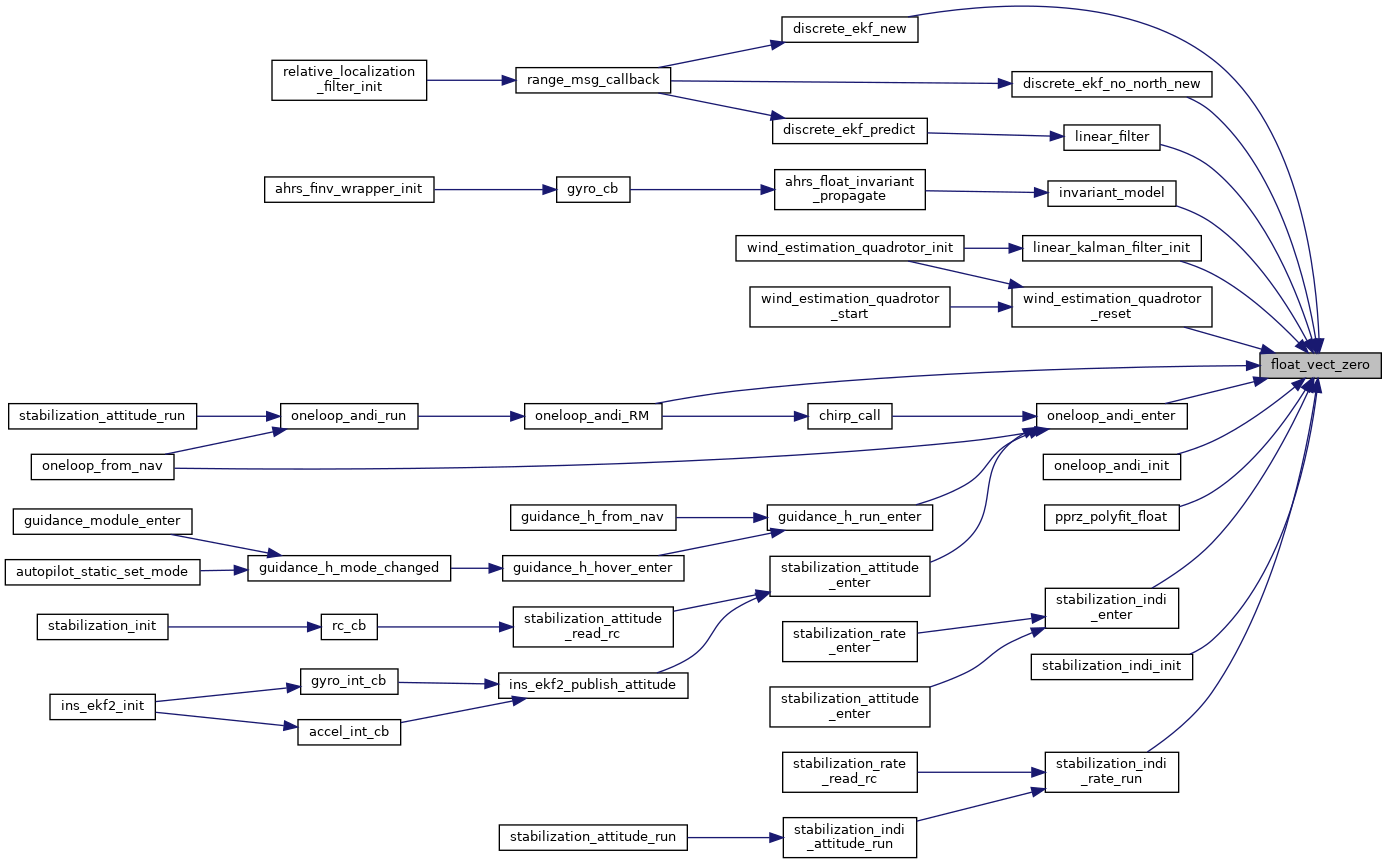 discrete_ekf_new
relative_localization
_filter_init
range_msg_callback
discrete_ekf_no_north_new
discrete_ekf_predict
linear_filter
ahrs_finv_wrapper_init
gyro_cb
ahrs_float_invariant
_propagate
invariant_model
wind_estimation_quadrotor_init
linear_kalman_filter_init
wind_estimation_quadrotor
_start
wind_estimation_quadrotor
_reset
float_vect_zero
stabilization_attitude_run
oneloop_andi_run
oneloop_andi_RM
chirp_call
oneloop_andi_enter
oneloop_from_nav
oneloop_andi_init
guidance_module_enter
guidance_h_from_nav
guidance_h_run_enter
pprz_polyfit_float
autopilot_static_set_mode
guidance_h_mode_changed
guidance_h_hover_enter
stabilization_attitude
_enter
stabilization_indi
_enter
stabilization_init
rc_cb
stabilization_attitude
_read_rc
stabilization_rate
_enter
stabilization_indi_init
ins_ekf2_init
gyro_int_cb
ins_ekf2_publish_attitude
stabilization_attitude
_enter
accel_int_cb
stabilization_rate
_read_rc
stabilization_indi
_rate_run
stabilization_attitude_run
stabilization_indi
_attitude_run